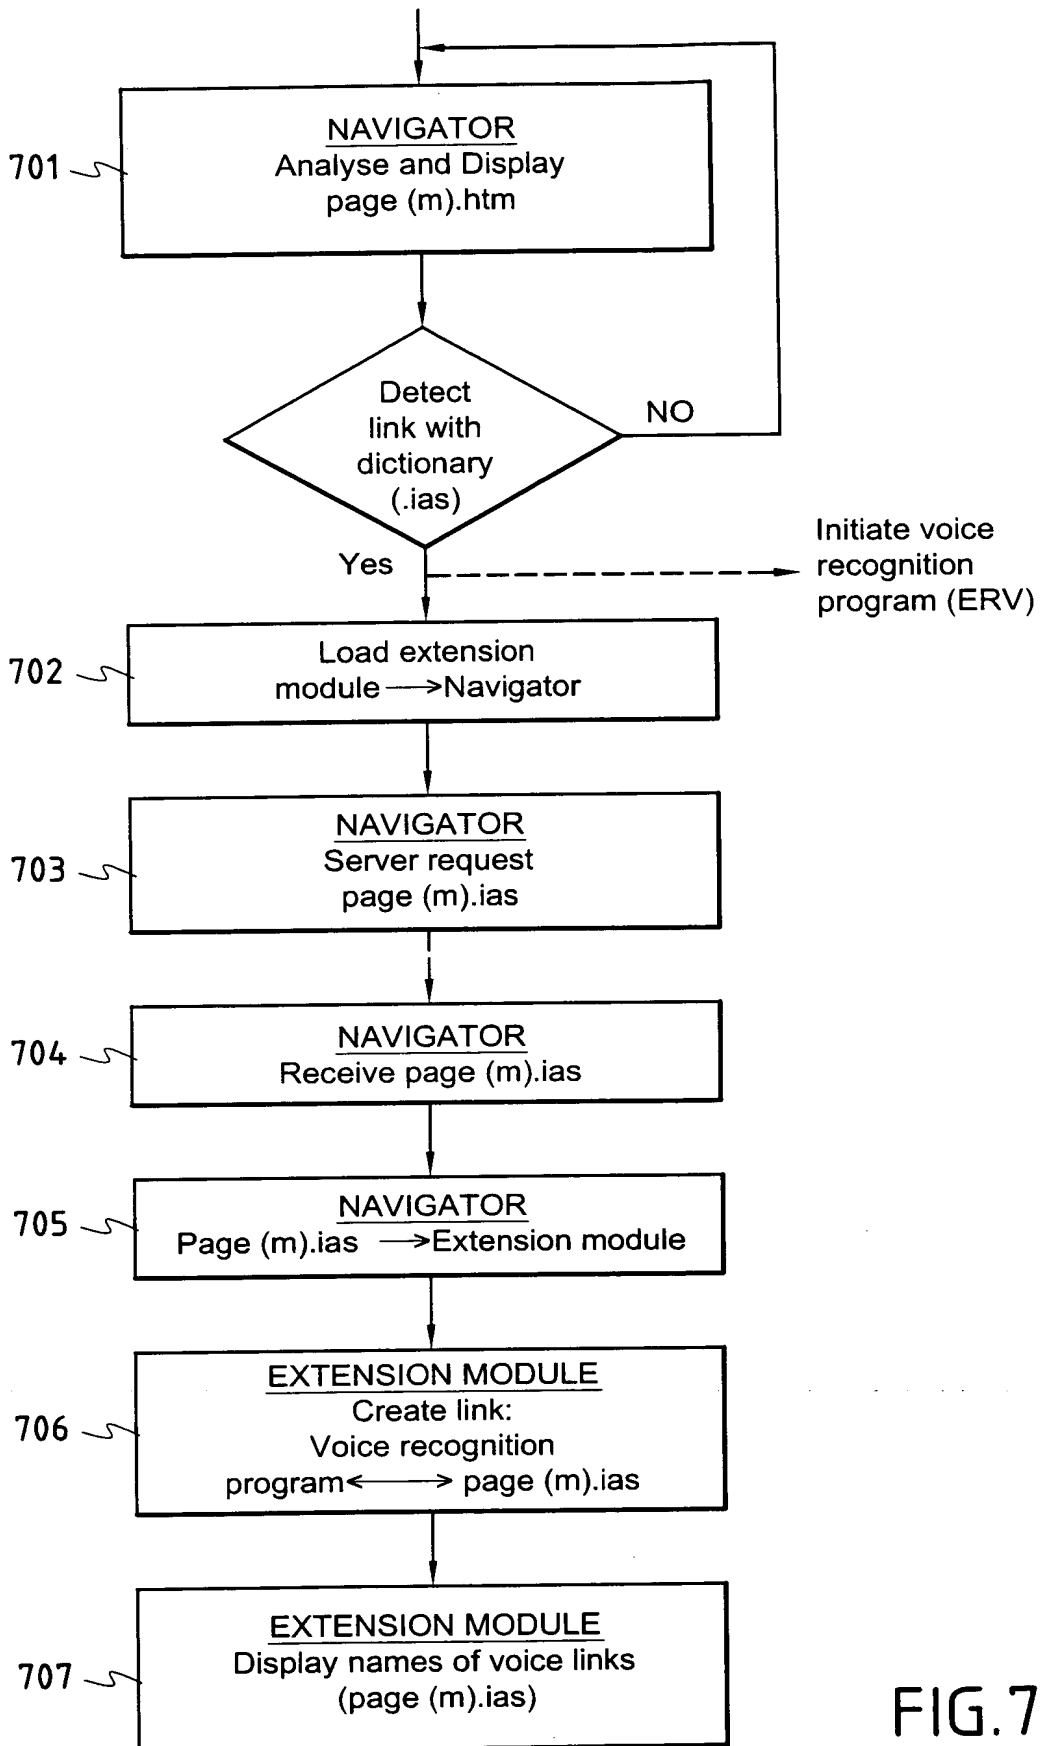 NAVIGATOR
Analyse and Display
page (m).htm
701
Detect
link with
dictionary
(.ias)
NO
Yes
Initiate voice
recognition
program (ERV)
702
Load extension
module → Navigator
703
NAVIGATOR
Server request
page (m).ias
704
NAVIGATOR
Receive page (m).ias
705
NAVIGATOR
Page (m).ias → Extension module
706
EXTENSION MODULE
Create link:
Voice recognition
program ↔ page (m).ias
707
EXTENSION MODULE
Display names of voice links
(page (m).ias)
FIG.7